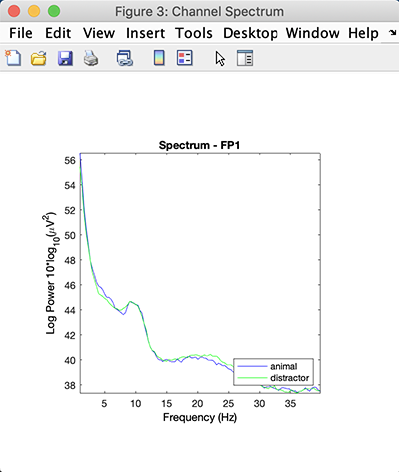 Figure 3: Channel Spectrum
File Edit View Insert Tools Desktop Window Help
Spectrum - FP1
56
54
52
50
48
46
44
42
40
38
Log Power 10*log10(μV2)
5 10 15 20 25 30 35
Frequency (Hz)
animal
distractor